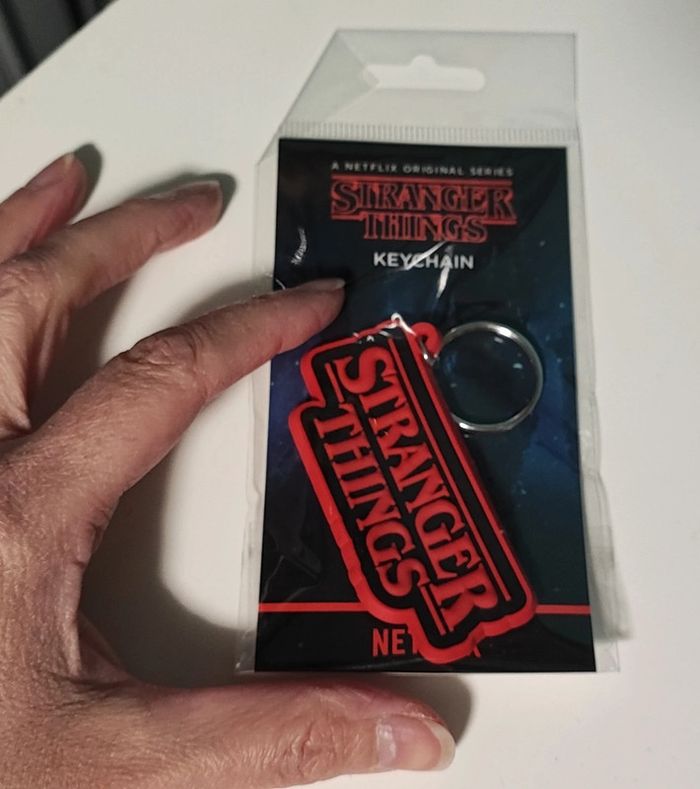 A NETFLIX ORIGINAL SERIES
STRANGER
THINGS
KEYCHAIN
STRANGER
THINGS